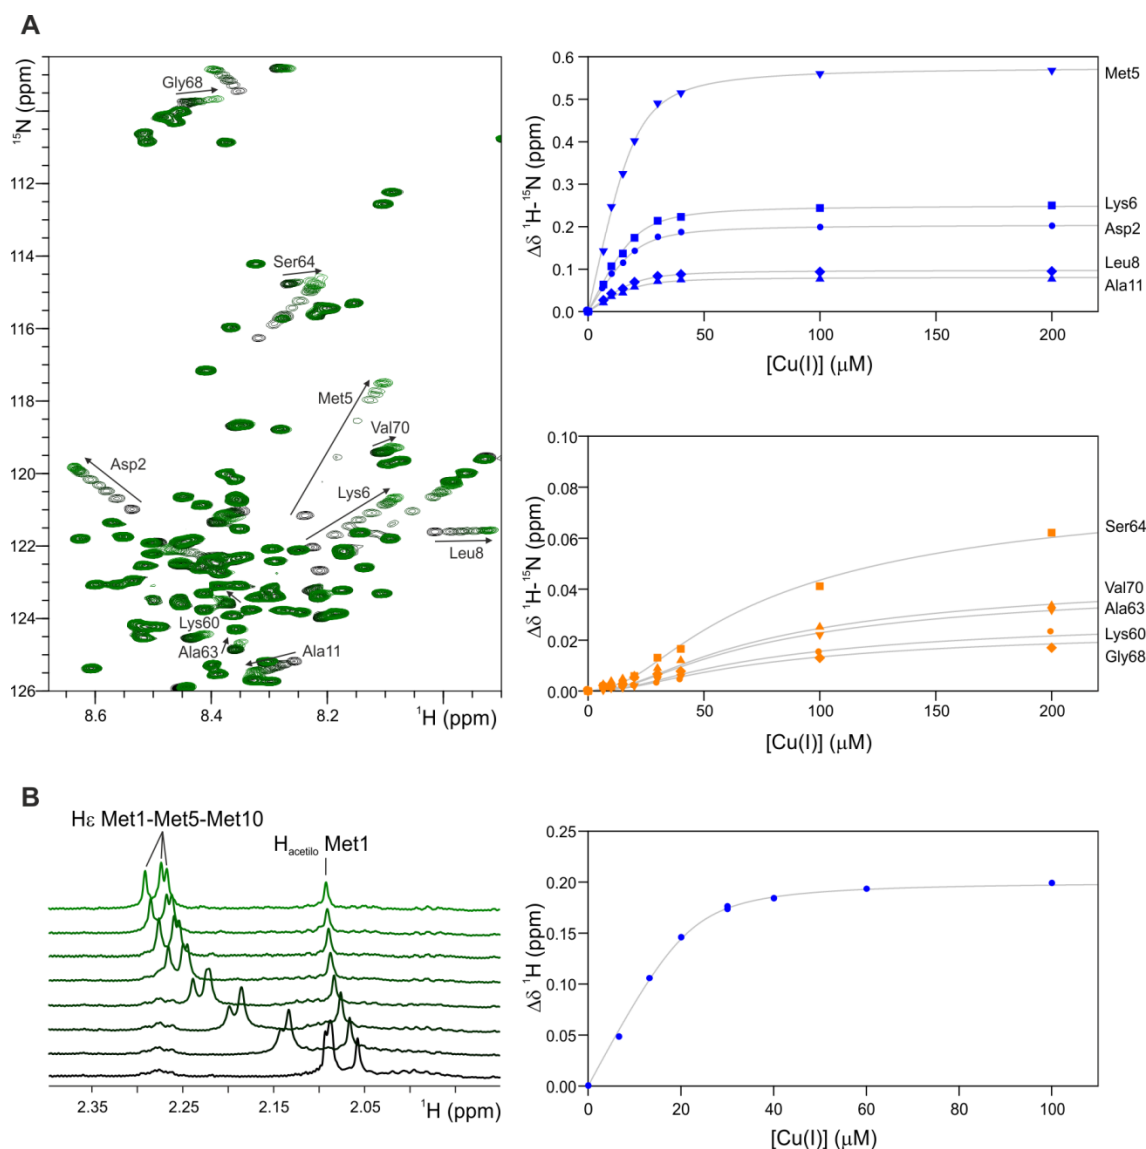 A
¹⁵N (ppm)
112
114
116
118
120
122
124
126
8.6
8.4
8.2
¹H (ppm)
Gly68
Ser64
Met5
Val70
Asp2
Lys6
Leu8
Lys60
Ala63
Ala11
Δδ ¹H-¹⁵N (ppm)
0.6
0.5
0.4
0.3
0.2
0.1
0.0
0
50
100
150
200
[Cu(I)] (µM)
Met5
Lys6
Asp2
Leu8
Ala11
Δδ ¹H-¹⁵N (ppm)
0.10
0.08
0.06
0.04
0.02
0.00
0
50
100
150
200
[Cu(I)] (µM)
Ser64
Val70
Ala63
Lys60
Gly68
B
Hε Met1-Met5-Met10
Hacetilo Met1
2.35
2.25
2.15
2.05
¹H (ppm)
Δδ ¹H (ppm)
0.25
0.20
0.15
0.10
0.05
0.00
0
20
40
60
80
100
[Cu(I)] (µM)